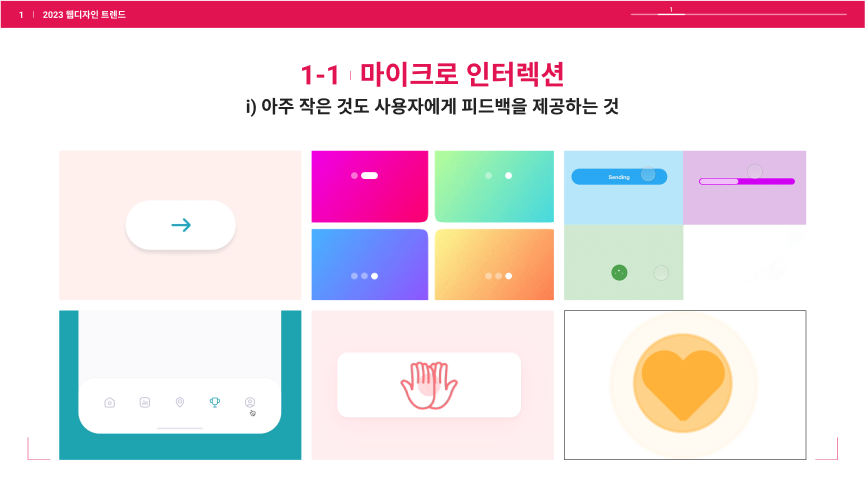 1 | 2023 웹디자인 트렌드
1
1-1 | 마이크로 인터렉션
i) 아주 작은 것도 사용자에게 피드백을 제공하는 것
Sending